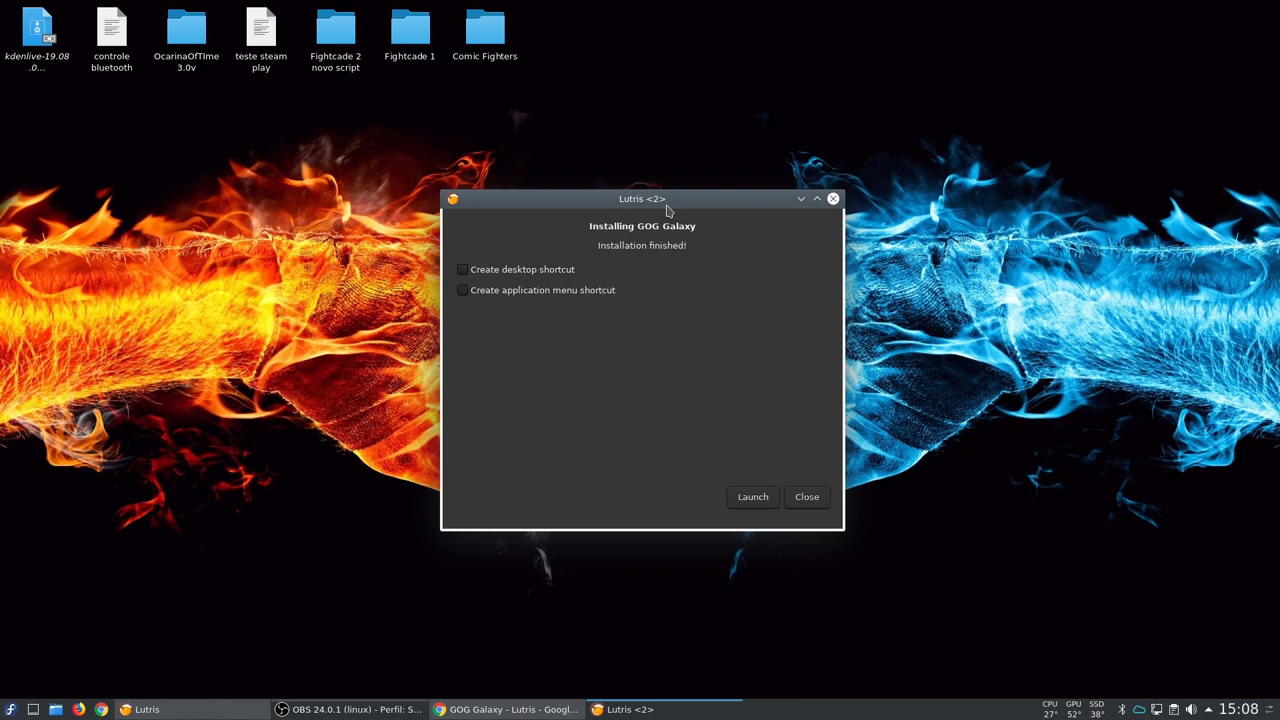 kdenlive-19.08
.0...
controle
bluetooth
OcarinaOfTIme
3.0v
teste steam
play
Fightcade 2
novo script
Fightcade 1
Comic Fighters
Lutris <2>
Installing GOG Galaxy
Installation finished!
Create desktop shortcut
Create application menu shortcut
Launch
Close
Lutris
OBS 24.0.1 (linux) - Perfil: S...
GOG Galaxy - Lutris - Googl...
Lutris <2>
CPU GPU SSD
27° 52° 38°
15:08